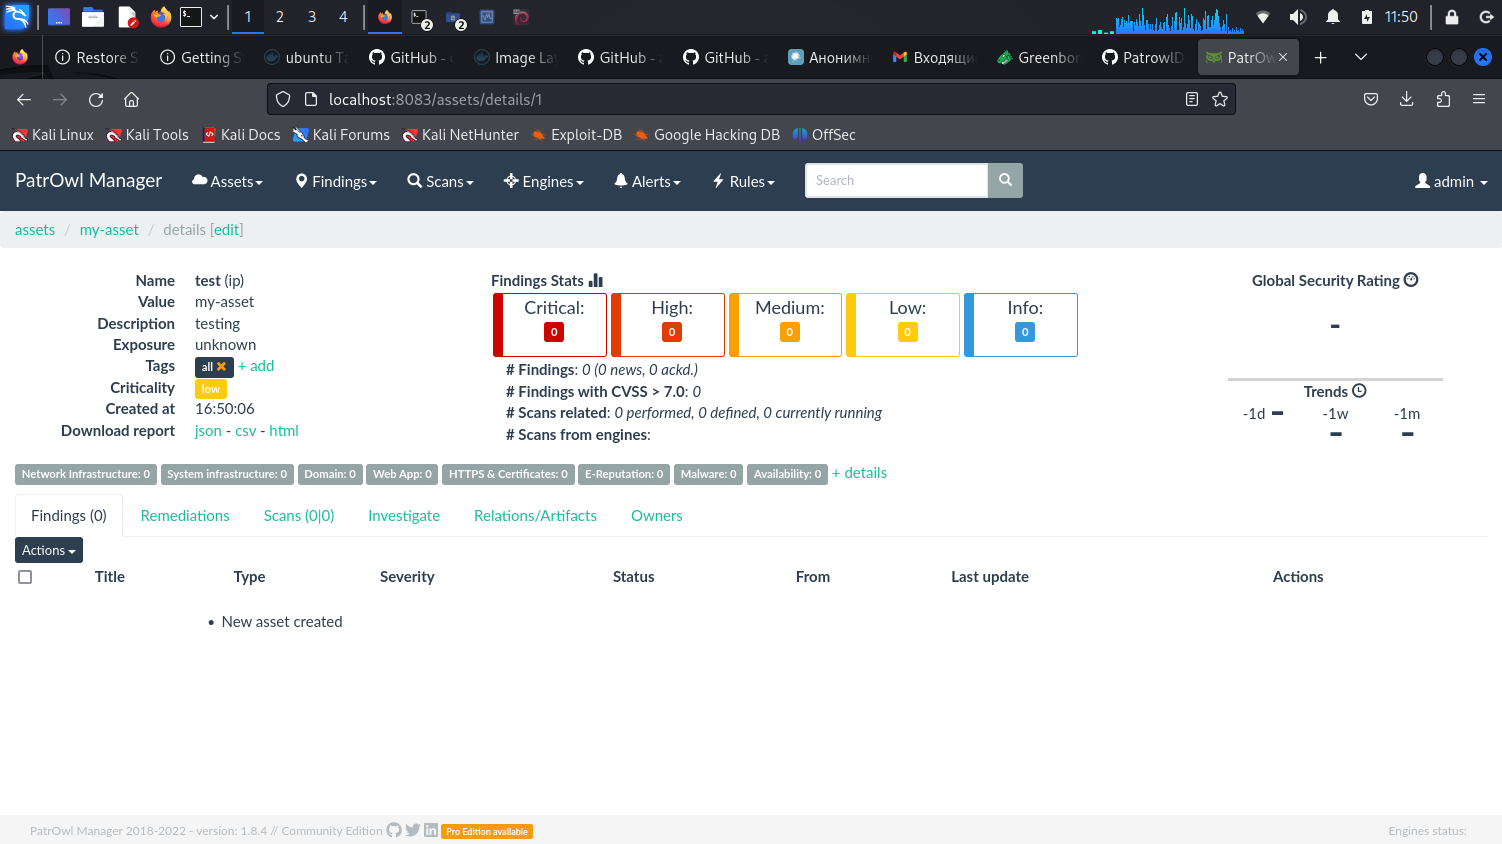 1 2 3 4 2 2 11:50
Restore S Getting S ubuntu Ta GitHub - Image La GitHub - GitHub - Анонимн Входящи Greenbon PatrowlD PatrOw
localhost:8083/assets/details/1
Kali Linux Kali Tools Kali Docs Kali Forums Kali NetHunter Exploit-DB Google Hacking DB OffSec
PatrOwl Manager Assets Findings Scans Engines Alerts Rules Search admin
assets / my-asset / details [edit]
Name test (ip)
Value my-asset
Description testing
Exposure unknown
Tags all + add
Criticality low
Created at 16:50:06
Download report json - csv - html
Findings Stats
Critical: High: Medium: Low: Info:
0 0 0 0 0
# Findings: 0 (0 news, 0 ackd.)
# Findings with CVSS > 7.0: 0
# Scans related: 0 performed, 0 defined, 0 currently running
# Scans from engines:
Global Security Rating
-
Trends
-1d -1w -1m
Network Infrastructure: 0 System infrastructure: 0 Domain: 0 Web App: 0 HTTPS & Certificates: 0 E-Reputation: 0 Malware: 0 Availability: 0 + details
Findings (0) Remediations Scans (0|0) Investigate Relations/Artifacts Owners
Actions
Title Type Severity Status From Last update Actions
• New asset created
PatrOwl Manager 2018-2022 - version: 1.8.4 // Community Edition Pro Edition available Engines status: